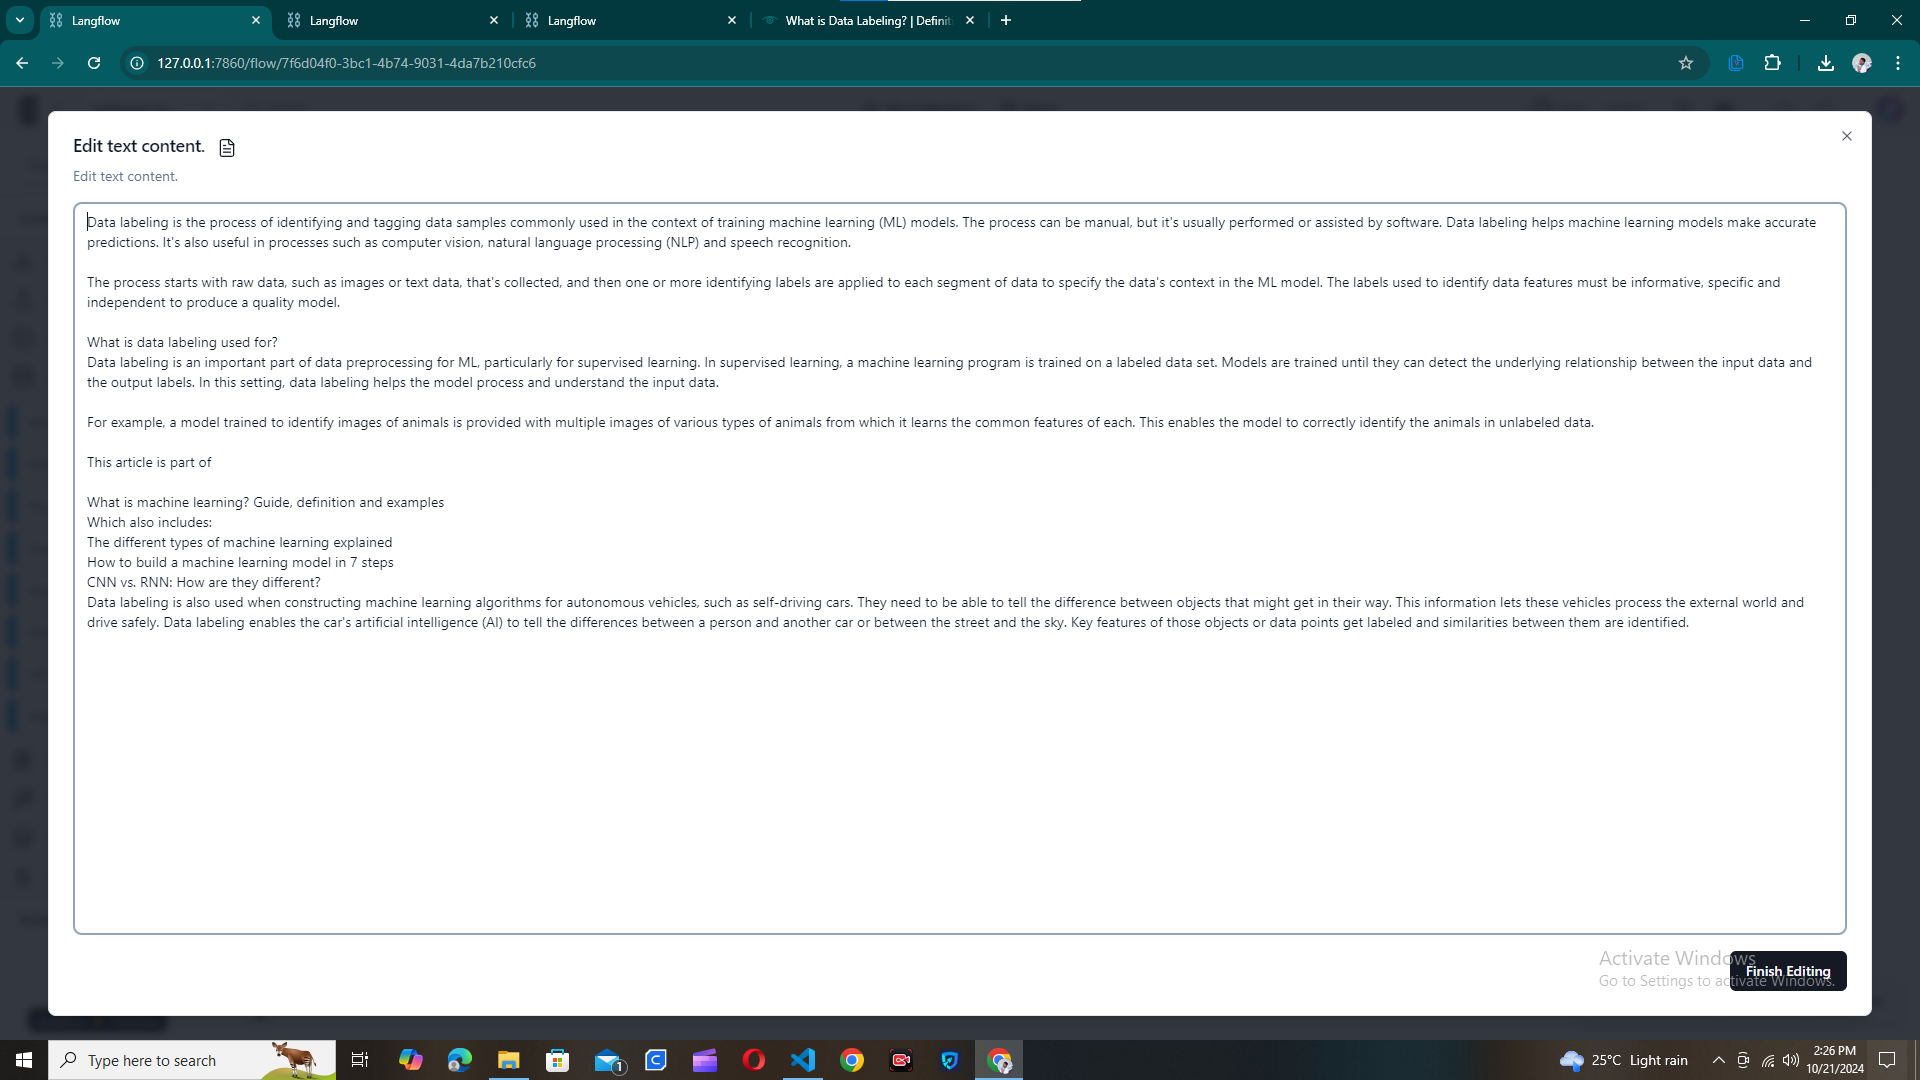 Langflow
Langflow
Langflow
What is Data Labeling? | Definit
127.0.0.1:7860/flow/7f6d04f0-3bc1-4b74-9031-4da7b210cfc6
Edit text content.
Edit text content.
Data labeling is the process of identifying and tagging data samples commonly used in the context of training machine learning (ML) models. The process can be manual, but it's usually performed or assisted by software. Data labeling helps machine learning models make accurate
predictions. It's also useful in processes such as computer vision, natural language processing (NLP) and speech recognition.
The process starts with raw data, such as images or text data, that's collected, and then one or more identifying labels are applied to each segment of data to specify the data's context in the ML model. The labels used to identify data features must be informative, specific and
independent to produce a quality model.
What is data labeling used for?
Data labeling is an important part of data preprocessing for ML, particularly for supervised learning. In supervised learning, a machine learning program is trained on a labeled data set. Models are trained until they can detect the underlying relationship between the input data and
the output labels. In this setting, data labeling helps the model process and understand the input data.
For example, a model trained to identify images of animals is provided with multiple images of various types of animals from which it learns the common features of each. This enables the model to correctly identify the animals in unlabeled data.
This article is part of
What is machine learning? Guide, definition and examples
Which also includes:
The different types of machine learning explained
How to build a machine learning model in 7 steps
CNN vs. RNN: How are they different?
Data labeling is also used when constructing machine learning algorithms for autonomous vehicles, such as self-driving cars. They need to be able to tell the difference between objects that might get in their way. This information lets these vehicles process the external world and
drive safely. Data labeling enables the car's artificial intelligence (AI) to tell the differences between a person and another car or between the street and the sky. Key features of those objects or data points get labeled and similarities between them are identified.
Activate Windows
Go to Settings to activate Windows.
Finish Editing
Type here to search
1
25°C Light rain
2:26 PM
10/21/2024